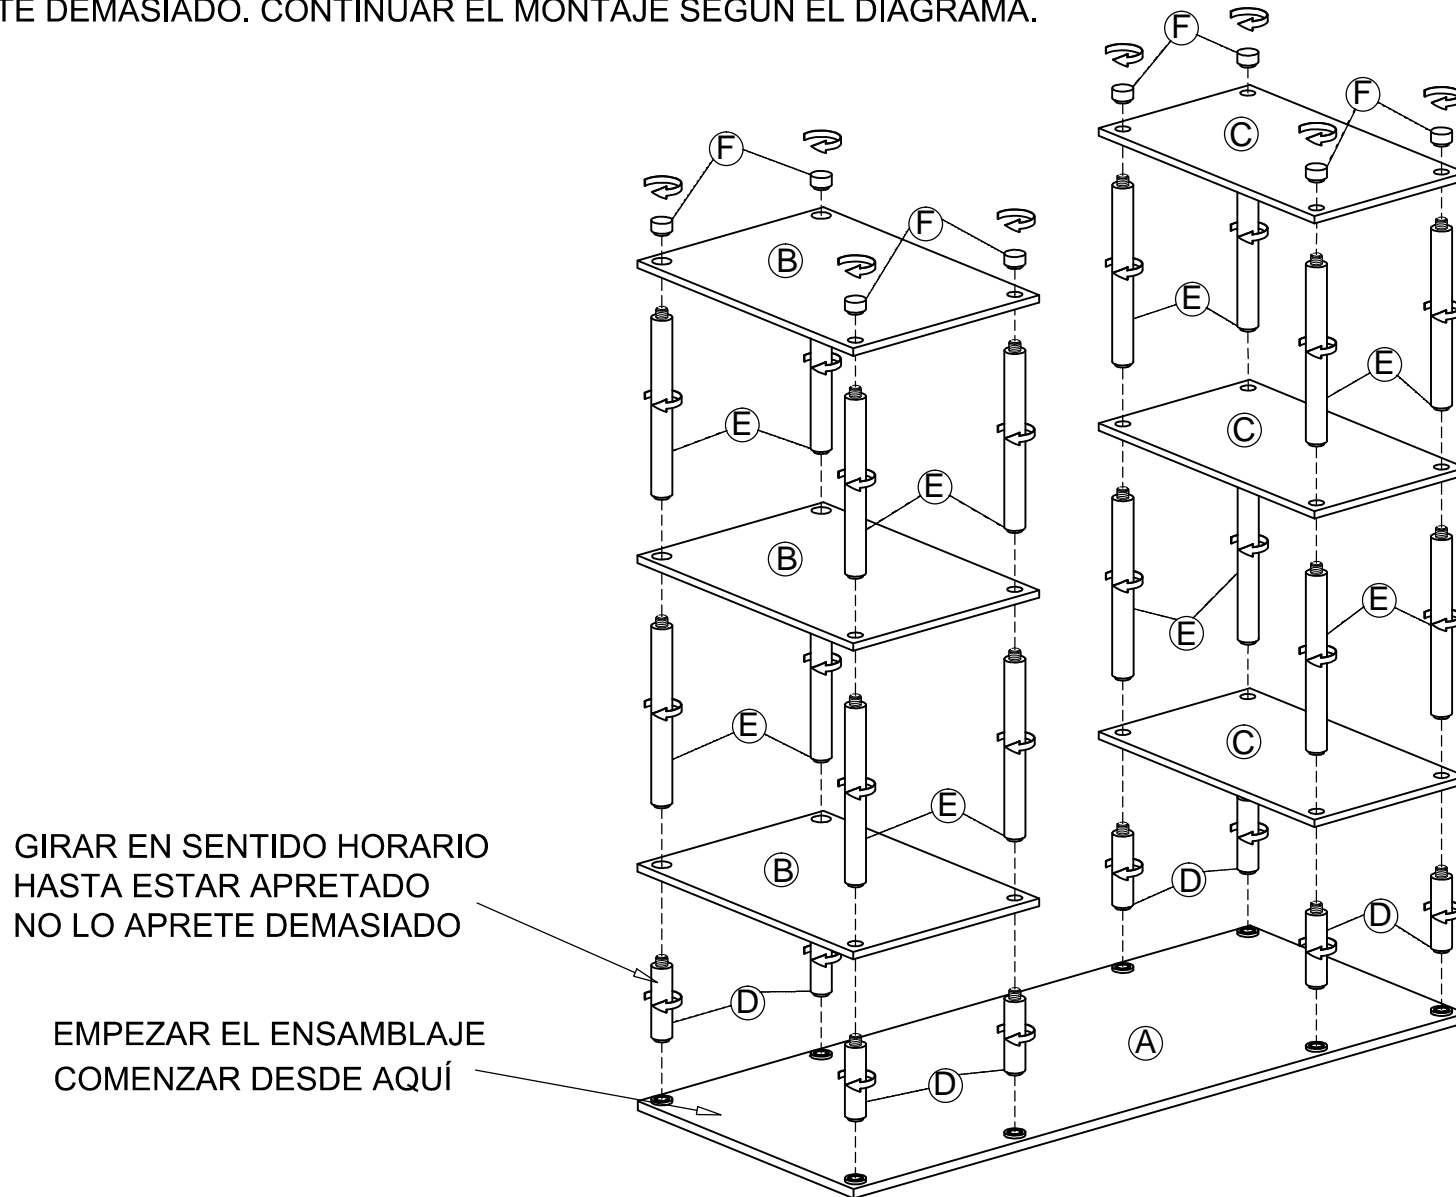 TE DEMASIADO. CONTINUAR EL MONTAJE SEGÚN EL DIAGRAMA.
F
F
C
F
F
B
E
E
C
E
E
B
E
E
E
C
E
B
D
D
D
A
D
GIRAR EN SENTIDO HORARIO
HASTA ESTAR APRETADO
NO LO APRETE DEMASIADO
EMPEZAR EL ENSAMBLAJE
COMENZAR DESDE AQUÍ